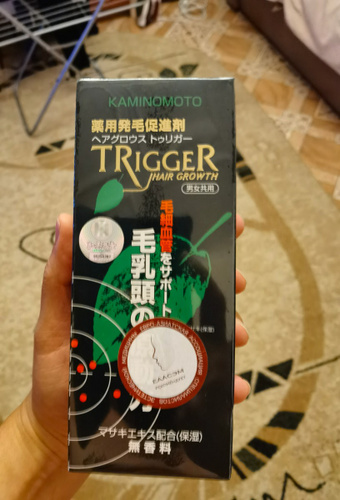 KAMINOMOTO
薬用発毛促進剤
ヘアグロウス トゥリガー
TRIGGER
HAIR GROWTH
男女共用
毛細血管をサポート
毛乳頭の
マサキエキス配合(保湿)
無香料